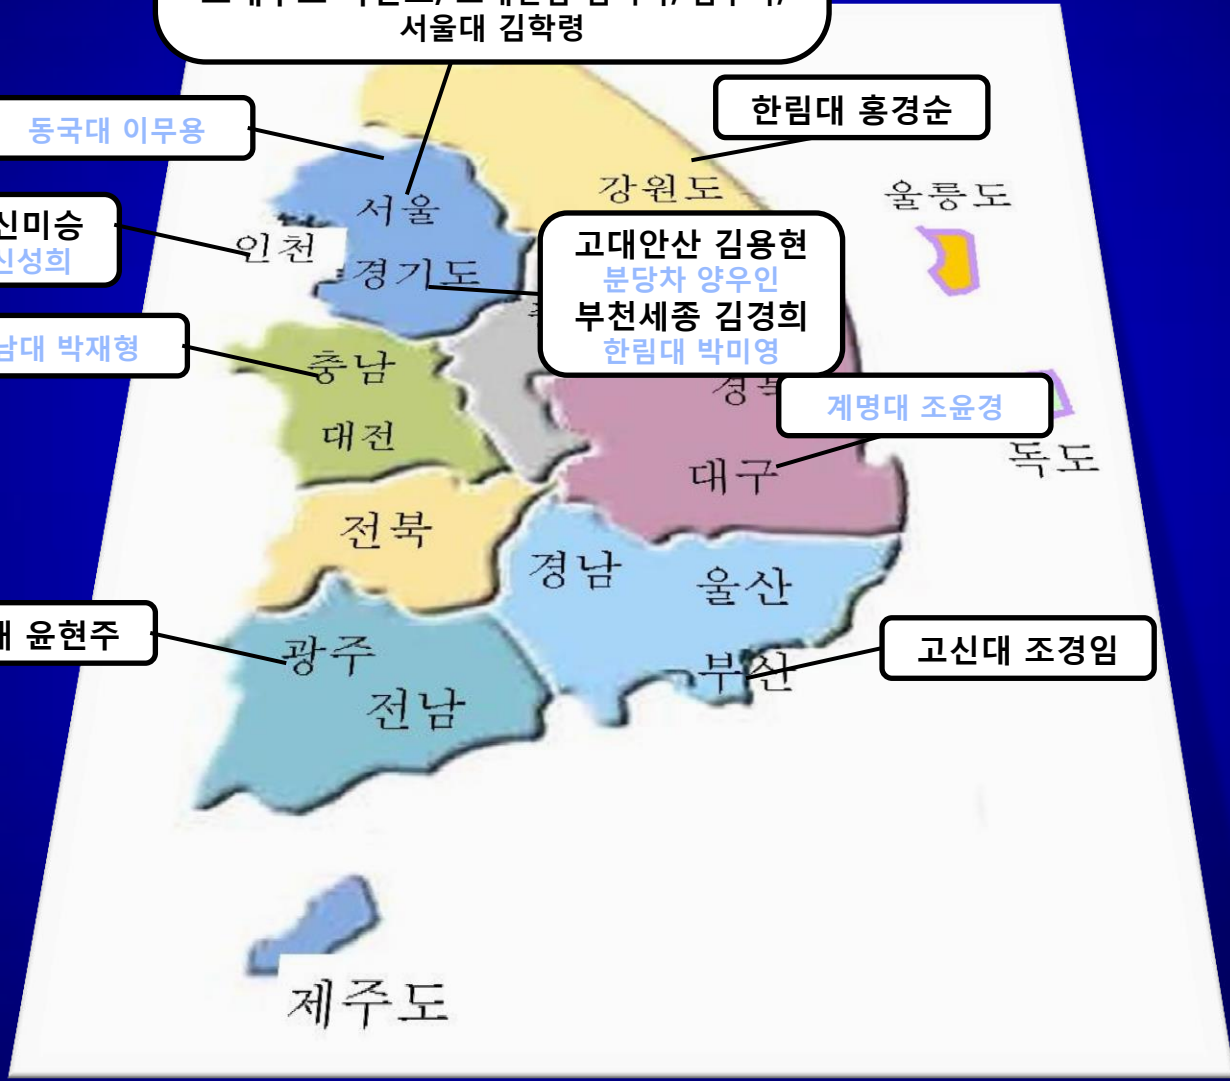 서울대 김학령
한림대 홍경순
동국대 이무용
강원도
울릉도
서울
신미승
신성희
인천
경기도
고대안산 김용현
분당차 양우인
부천세종 김경희
한림대 박미영
박재형
충남
계명대 조윤경
대전
대구
독도
전북
경남
울산
윤현주
광주
고신대 조경임
부산
전남
제주도